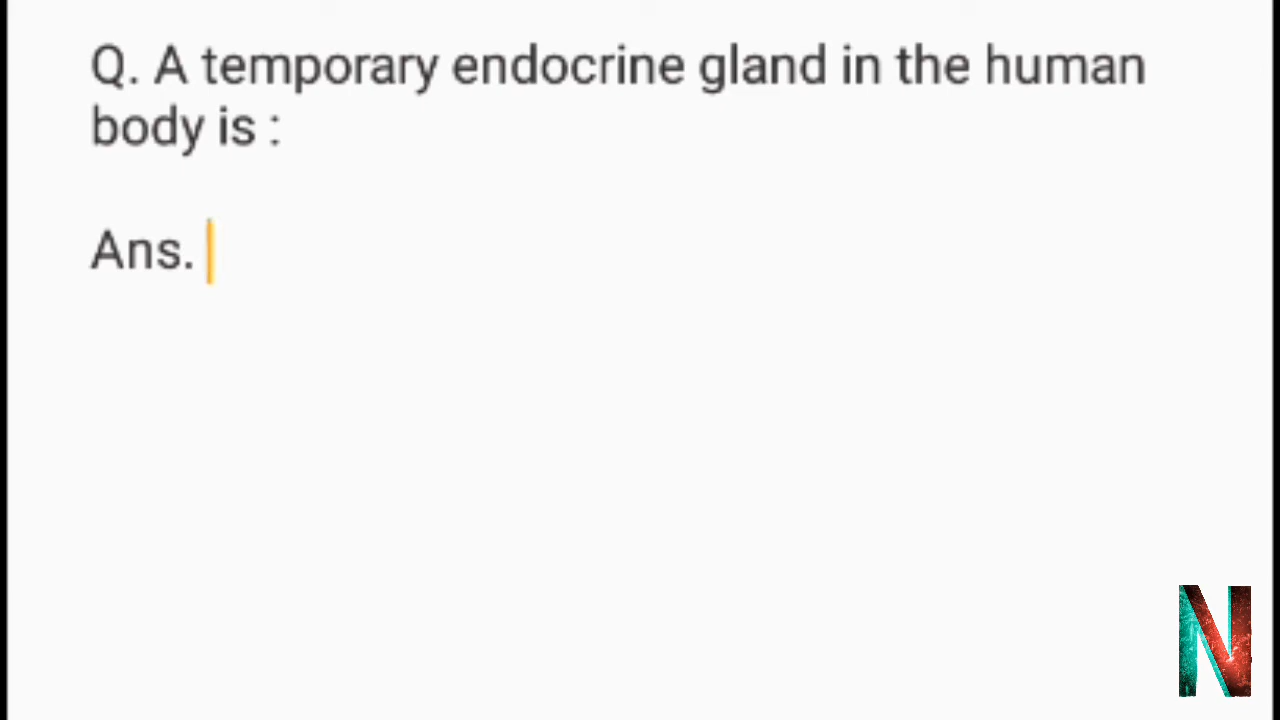 Q. A temporary endocrine gland in the human
body is :
Ans.
N